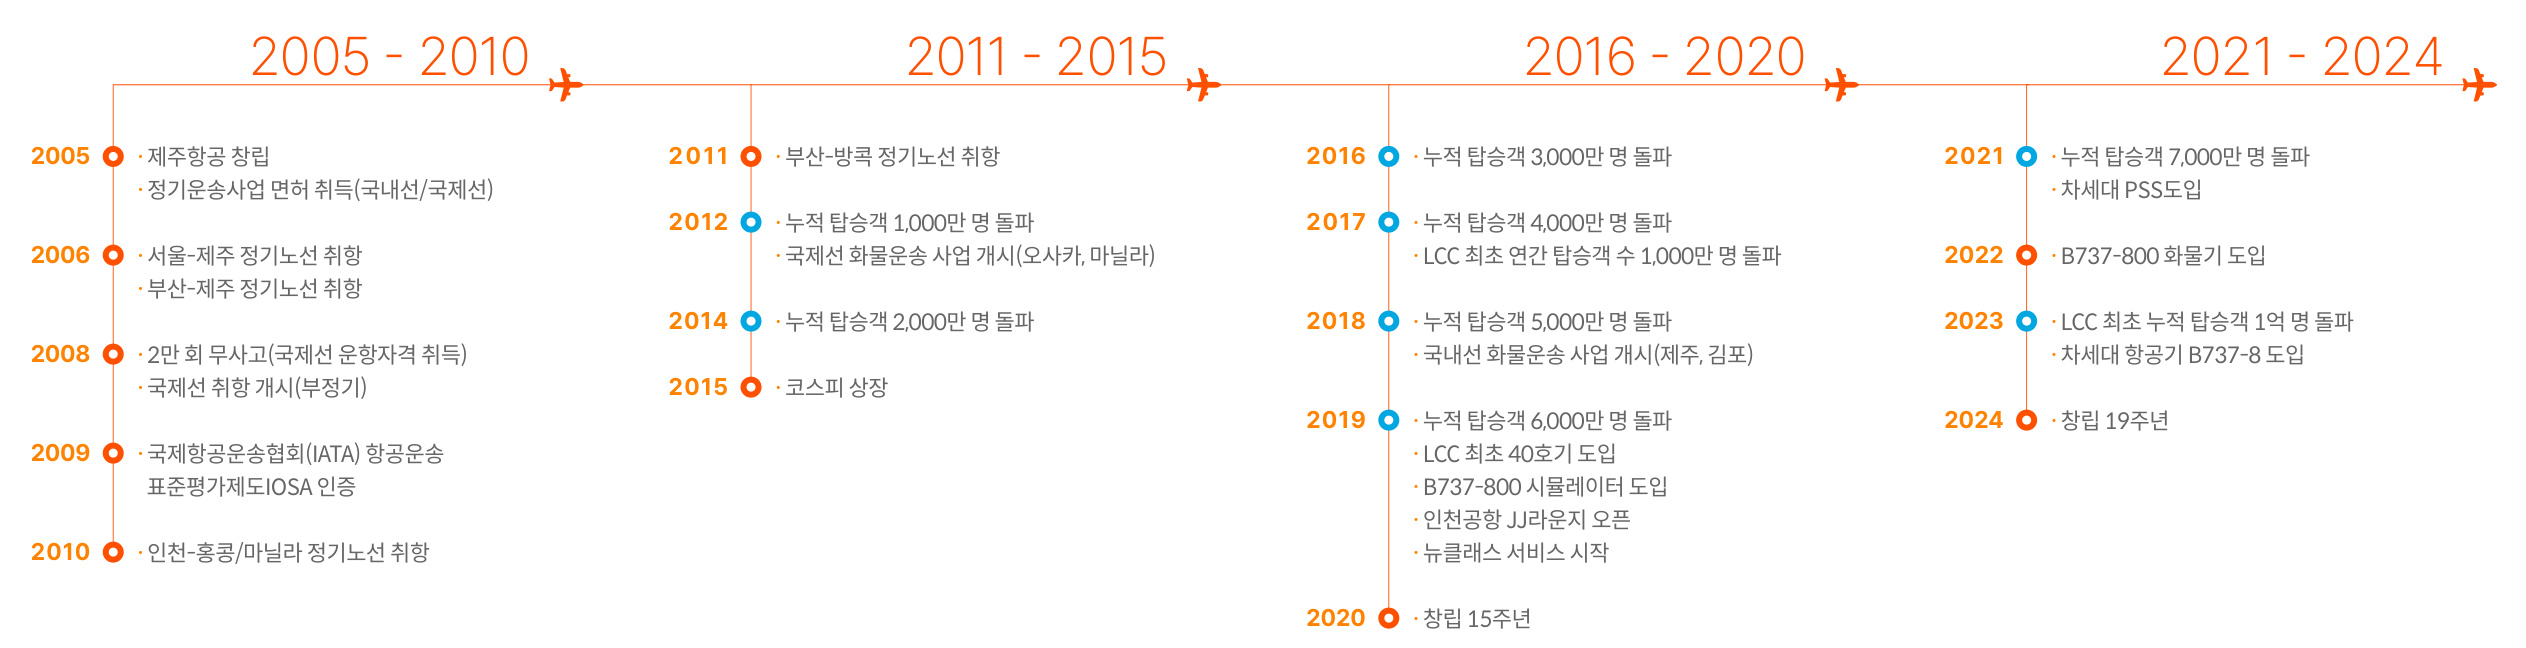 2005 - 2010
2005
· 제주항공 창립
· 정기운송사업 면허 취득(국내선/국제선)
2006
· 서울-제주 정기노선 취항
· 부산-제주 정기노선 취항
2008
· 2만 회 무사고(국제선 운항자격 취득)
· 국제선 취항 개시(부정기)
2009
· 국제항공운송협회(IATA) 항공운송
표준평가제도IOSA 인증
2010
· 인천-홍콩/마닐라 정기노선 취항
2011 - 2015
2011
· 부산-방콕 정기노선 취항
2012
· 누적 탑승객 1,000만 명 돌파
· 국제선 화물운송 사업 개시(오사카, 마닐라)
2014
· 누적 탑승객 2,000만 명 돌파
2015
· 코스피 상장
2016 - 2020
2016
· 누적 탑승객 3,000만 명 돌파
2017
· 누적 탑승객 4,000만 명 돌파
· LCC 최초 연간 탑승객 수 1,000만 명 돌파
2018
· 누적 탑승객 5,000만 명 돌파
· 국내선 화물운송 사업 개시(제주, 김포)
2019
· 누적 탑승객 6,000만 명 돌파
· LCC 최초 40호기 도입
· B737-800 시뮬레이터 도입
· 인천공항 JJ라운지 오픈
· 뉴클래스 서비스 시작
2020
· 창립 15주년
2021 - 2024
2021
· 누적 탑승객 7,000만 명 돌파
· 차세대 PSS도입
2022
· B737-800 화물기 도입
2023
· LCC 최초 누적 탑승객 1억 명 돌파
· 차세대 항공기 B737-8 도입
2024
· 창립 19주년